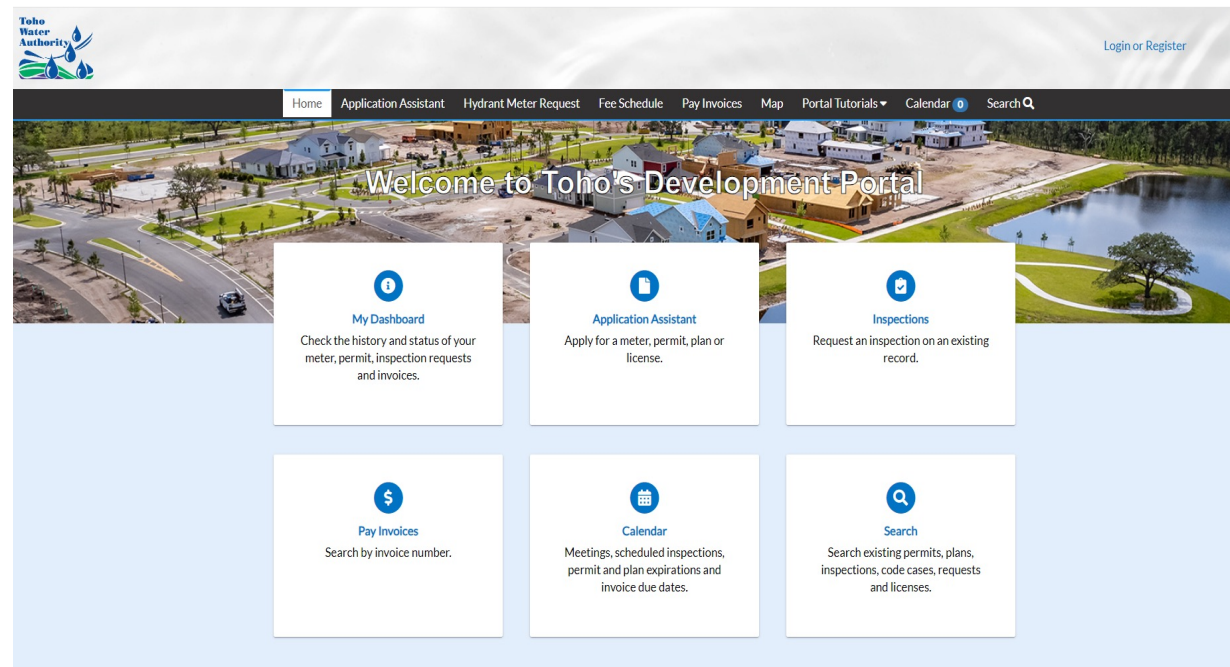 Toho
Water
Authority
Login or Register
Home Application Assistant Hydrant Meter Request Fee Schedule Pay Invoices Map Portal Tutorials Calendar 0 Search
Welcome to Toho's Development Portal
My Dashboard
Check the history and status of your
meter, permit, inspection requests
and invoices.
Application Assistant
Apply for a meter, permit, plan or
license.
Inspections
Request an inspection on an existing
record.
Pay Invoices
Search by invoice number.
Calendar
Meetings, scheduled inspections,
permit and plan expirations and
invoice due dates.
Search
Search existing permits, plans,
inspections, code cases, requests
and licenses.